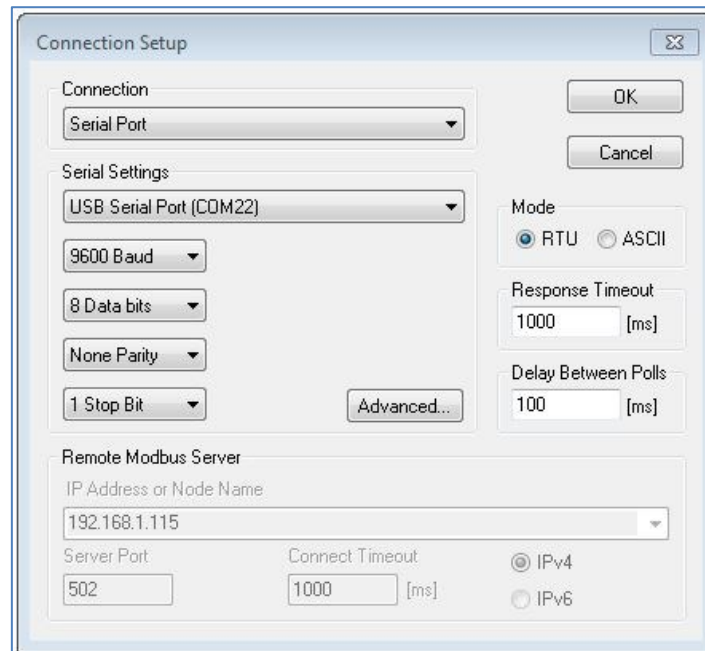 Connection Setup
Connection
OK
Serial Port
Cancel
Serial Settings
USB Serial Port (COM22)
Mode
RTU ASCII
9600 Baud
8 Data bits
Response Timeout
1000 [ms]
None Parity
Delay Between Polls
1 Stop Bit
Advanced...
100 [ms]
Remote Modbus Server
IP Address or Node Name
192.168.1.115
Server Port
Connect Timeout
IPv4
502
1000 [ms]
IPv6